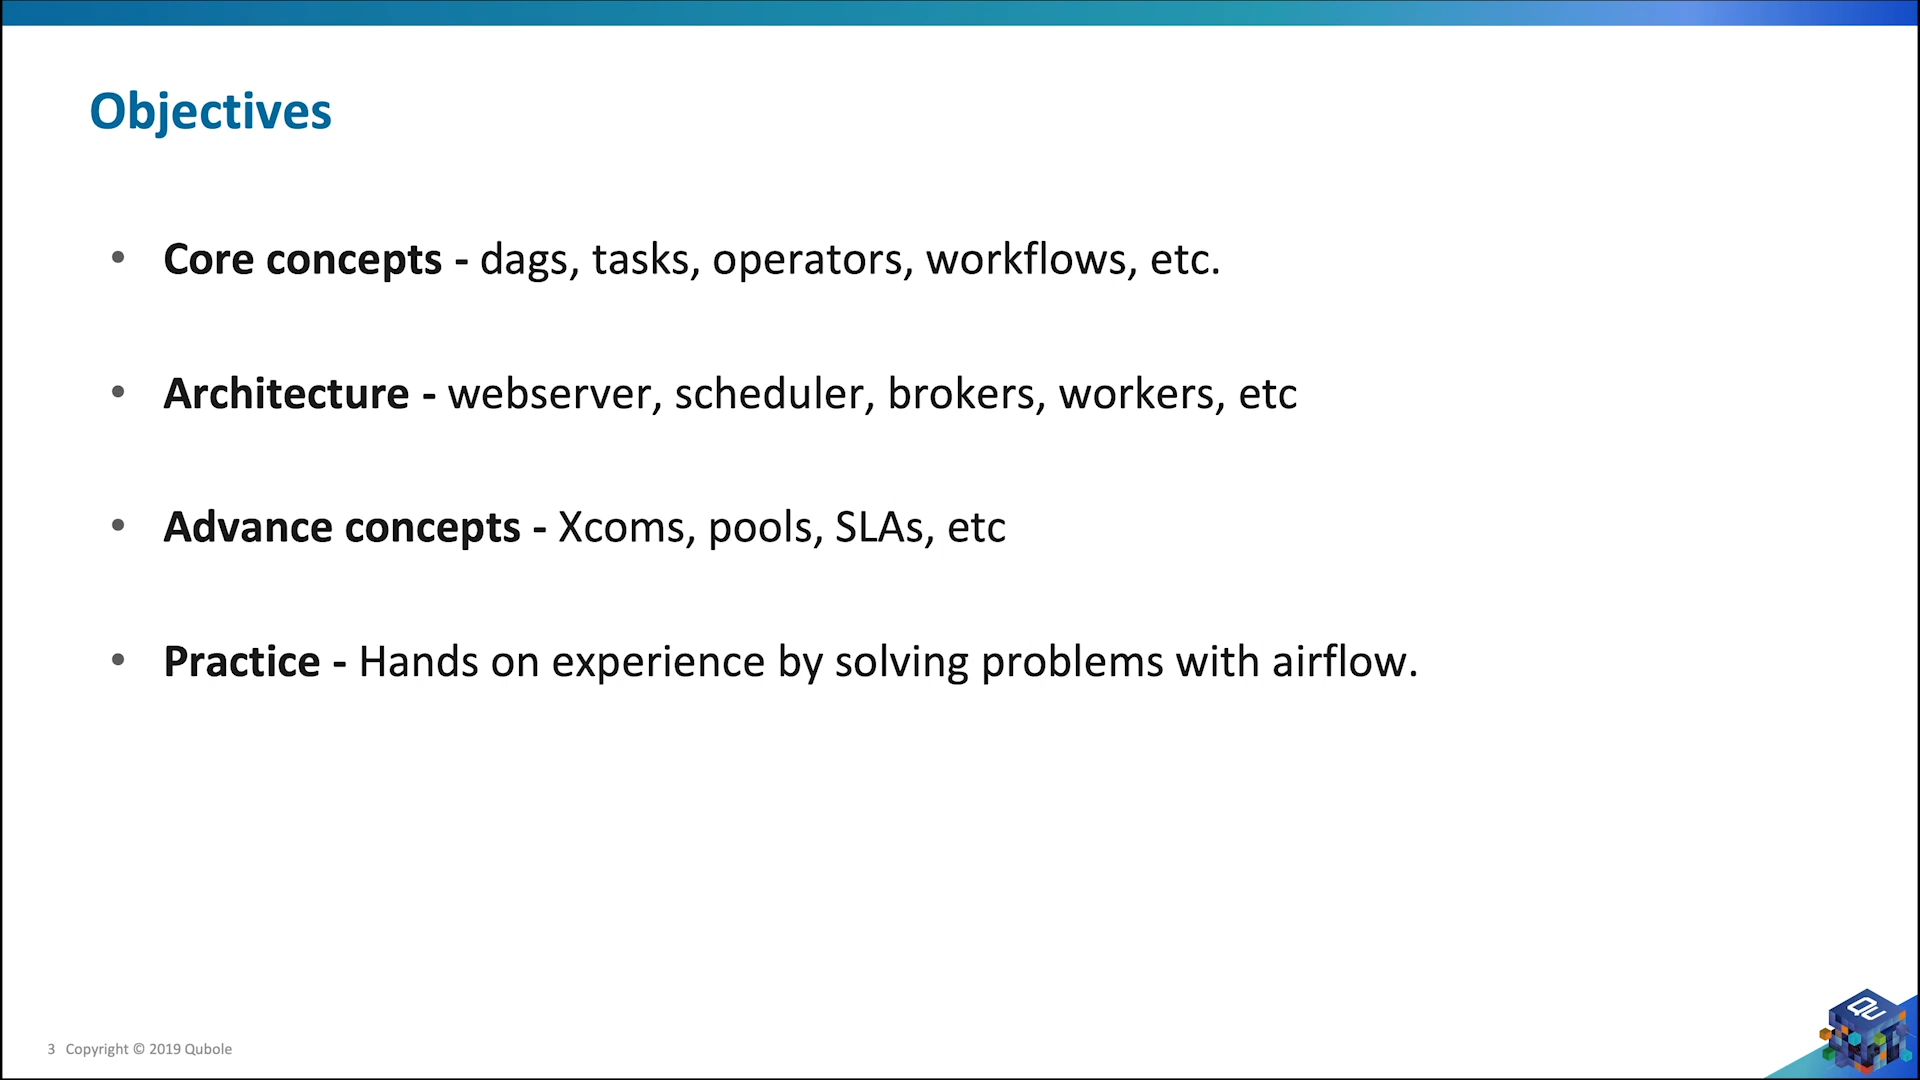 Objectives
• Core concepts - dags, tasks, operators, workflows, etc.
• Architecture - webserver, scheduler, brokers, workers, etc
• Advance concepts - Xcoms, pools, SLAs, etc
• Practice - Hands on experience by solving problems with airflow.
3 Copyright © 2019 Qubole
Qu